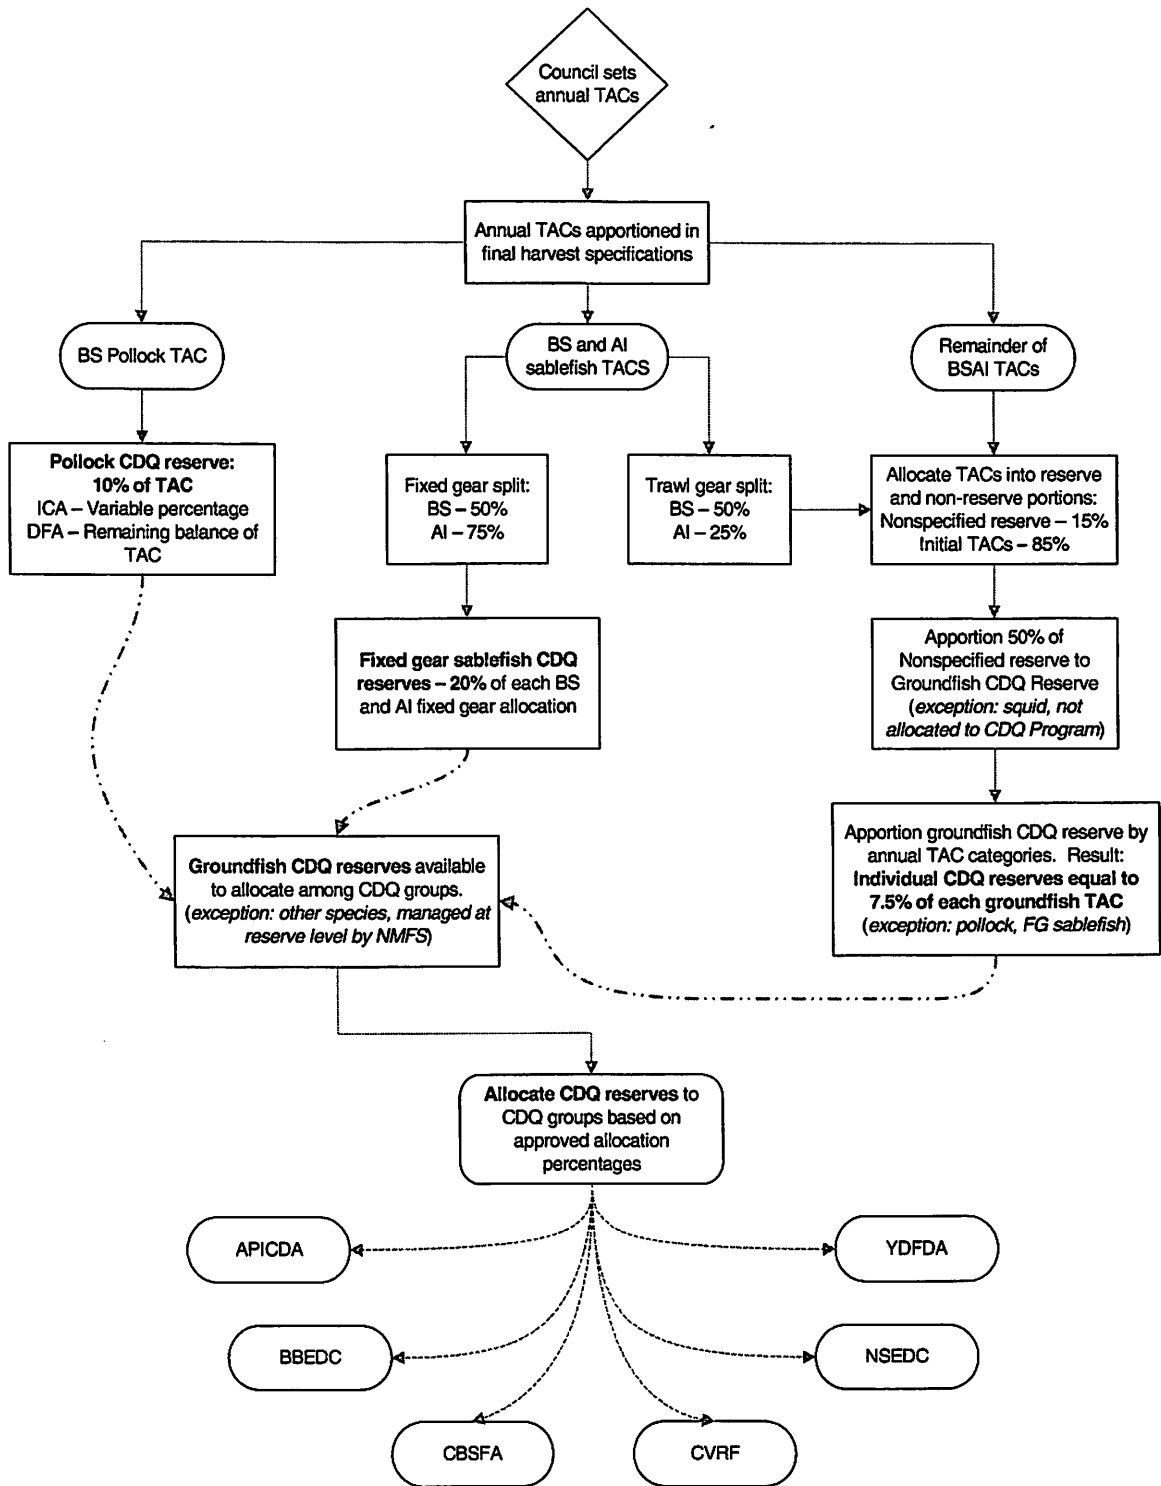 Council sets
annual TACs
Annual TACs apportioned in
final harvest specifications
BS Pollock TAC
BS and AI
sablefish TACS
Remainder of
BSAI TACs
Pollock CDQ reserve:
10% of TAC
ICA – Variable percentage
DFA – Remaining balance of
TAC
Fixed gear split:
BS – 50%
AI – 75%
Trawl gear split:
BS – 50%
AI – 25%
Allocate TACs into reserve
and non-reserve portions:
Nonspecified reserve – 15%
Initial TACs – 85%
Fixed gear sablefish CDQ
reserves – 20% of each BS
and AI fixed gear allocation
Apportion 50% of
Nonspecified reserve to
Groundfish CDQ Reserve
(exception: squid, not
allocated to CDQ Program)
Groundfish CDQ reserves available
to allocate among CDQ groups.
(exception: other species, managed at
reserve level by NMFS)
Apportion groundfish CDQ reserve by
annual TAC categories. Result:
Individual CDQ reserves equal to
7.5% of each groundfish TAC
(exception: pollock, FG sablefish)
Allocate CDQ reserves to
CDQ groups based on
approved allocation
percentages
APICDA
YDFDA
BBEDC
NSEDC
CBSFA
CVRF